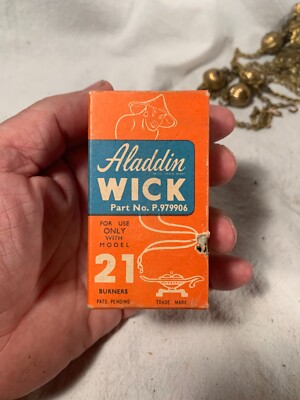 Aladdin
WICK
Part No. P.979906
FOR USE
ONLY
WITH
MODEL
21
BURNERS
PATS. PENDING
TRADE MARK